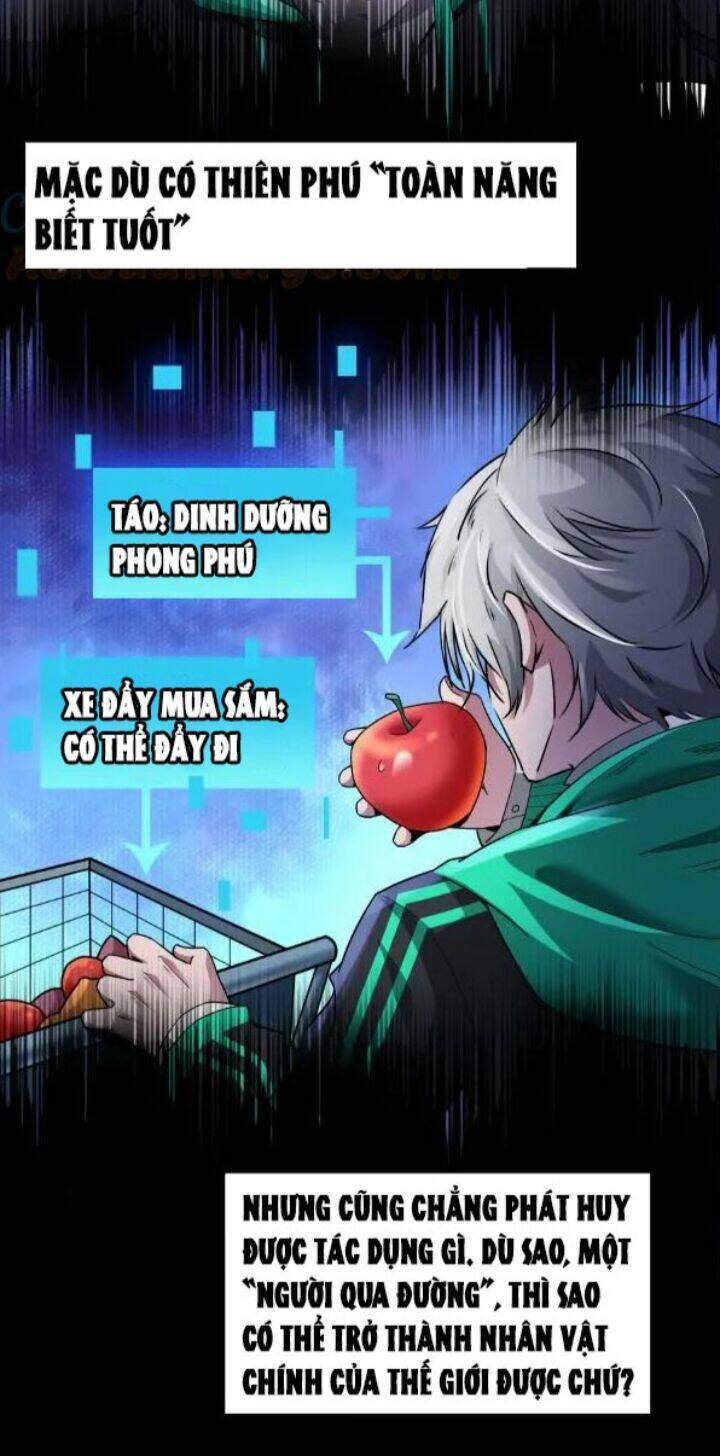 MẶC DÙ CÓ THIÊN PHÚ "TOÀN NĂNG
BIẾT TUỐT"
TÁO: DINH DƯỠNG
PHONG PHÚ
XE ĐẨY MUA SẮM:
CÓ THỂ ĐẨY ĐI
NHƯNG CŨNG CHẲNG PHÁT HUY
ĐƯỢC TÁC DỤNG GÌ. DÙ SAO, MỘT
"NGƯỜI QUA ĐƯỜNG", THÌ SAO
CÓ THỂ TRỞ THÀNH NHÂN VẬT
CHÍNH CỦA THẾ GIỚI ĐƯỢC CHỨ?